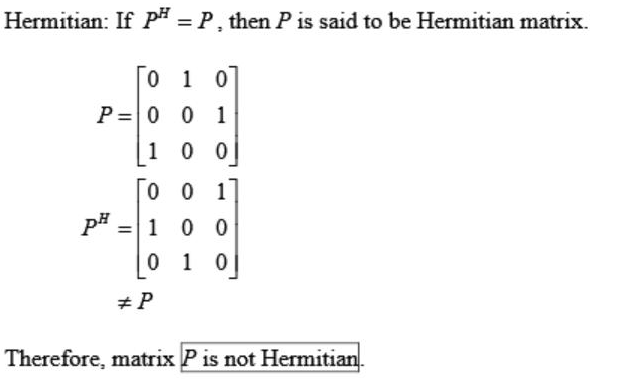 Hermitian: If P^H = P, then P is said to be Hermitian matrix.
P = [0 1 0
0 0 1
1 0 0]
P^H = [0 0 1
1 0 0
0 1 0]
≠ P
Therefore, matrix P is not Hermitian.